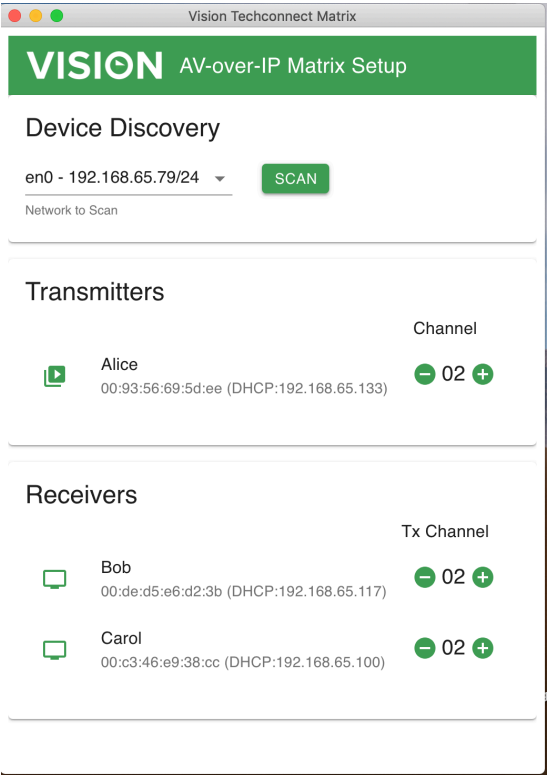 Vision Techconnect Matrix
VISION AV-over-IP Matrix Setup
Device Discovery
en0 - 192.168.65.79/24 SCAN
Network to Scan
Transmitters
Channel
Alice
02
00:93:56:69:5d:ee (DHCP:192.168.65.133)
Receivers
Tx Channel
Bob
02
00:de:d5:e6:d2:3b (DHCP:192.168.65.117)
Carol
02
00:c3:46:e9:38:cc (DHCP:192.168.65.100)